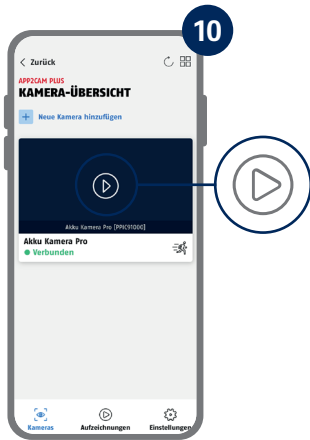 10
Zurück
APP2CAM PLUS
KAMERA-ÜBERSICHT
Neue Kamera hinzufügen
Akku Kamera Pro [PPIC91000]
Akku Kamera Pro
Verbunden
Kameras Aufzeichnungen Einstellungen